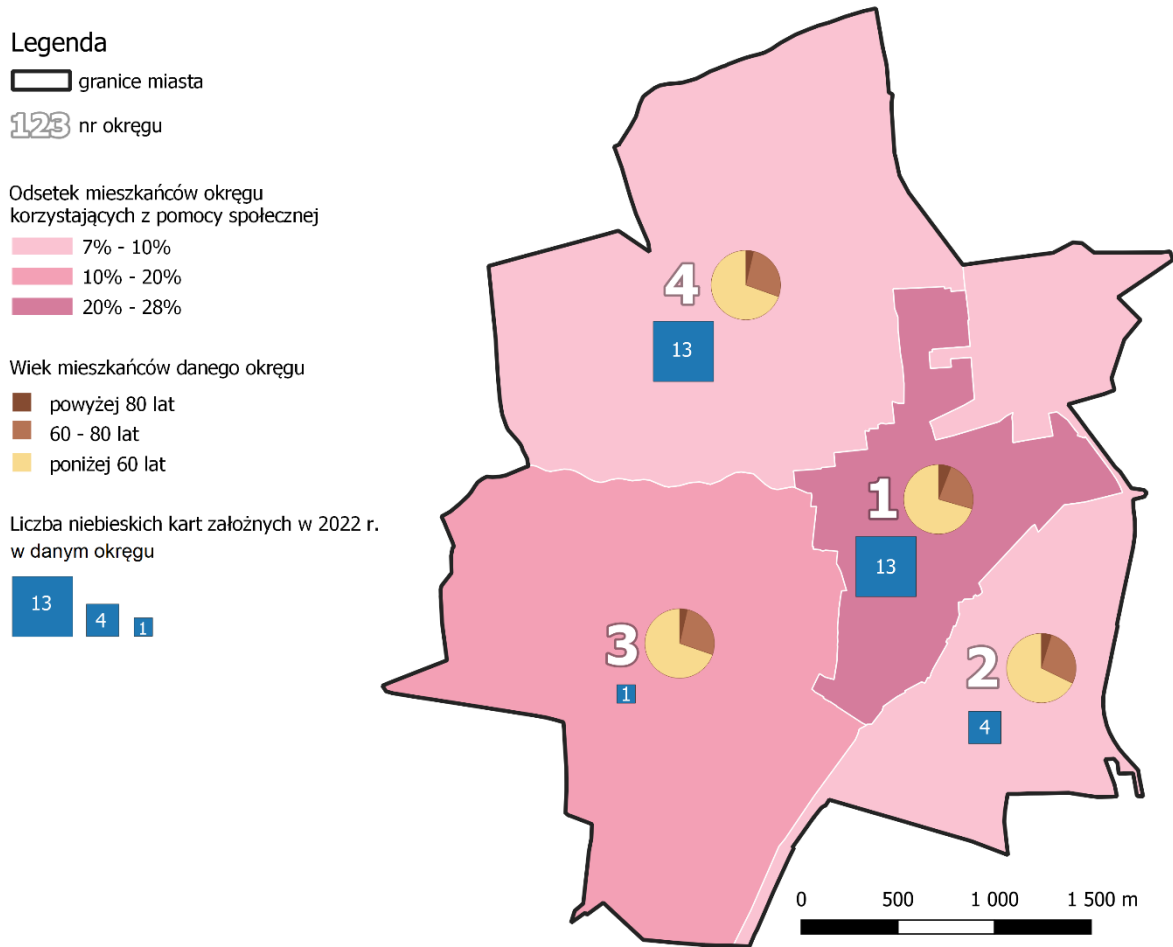 Legenda
granice miasta
123 nr okręgu
Odsetek mieszkańców okręgu
korzystających z pomocy społecznej
7% - 10%
10% - 20%
20% - 28%
Wiek mieszkańców danego okręgu
powyżej 80 lat
60 - 80 lat
poniżej 60 lat
Liczba niebieskich kart założnych w 2022 r.
w danym okręgu
13 4 1
4
13
1
13
3
1
2
4
0 500 1 000 1 500 m